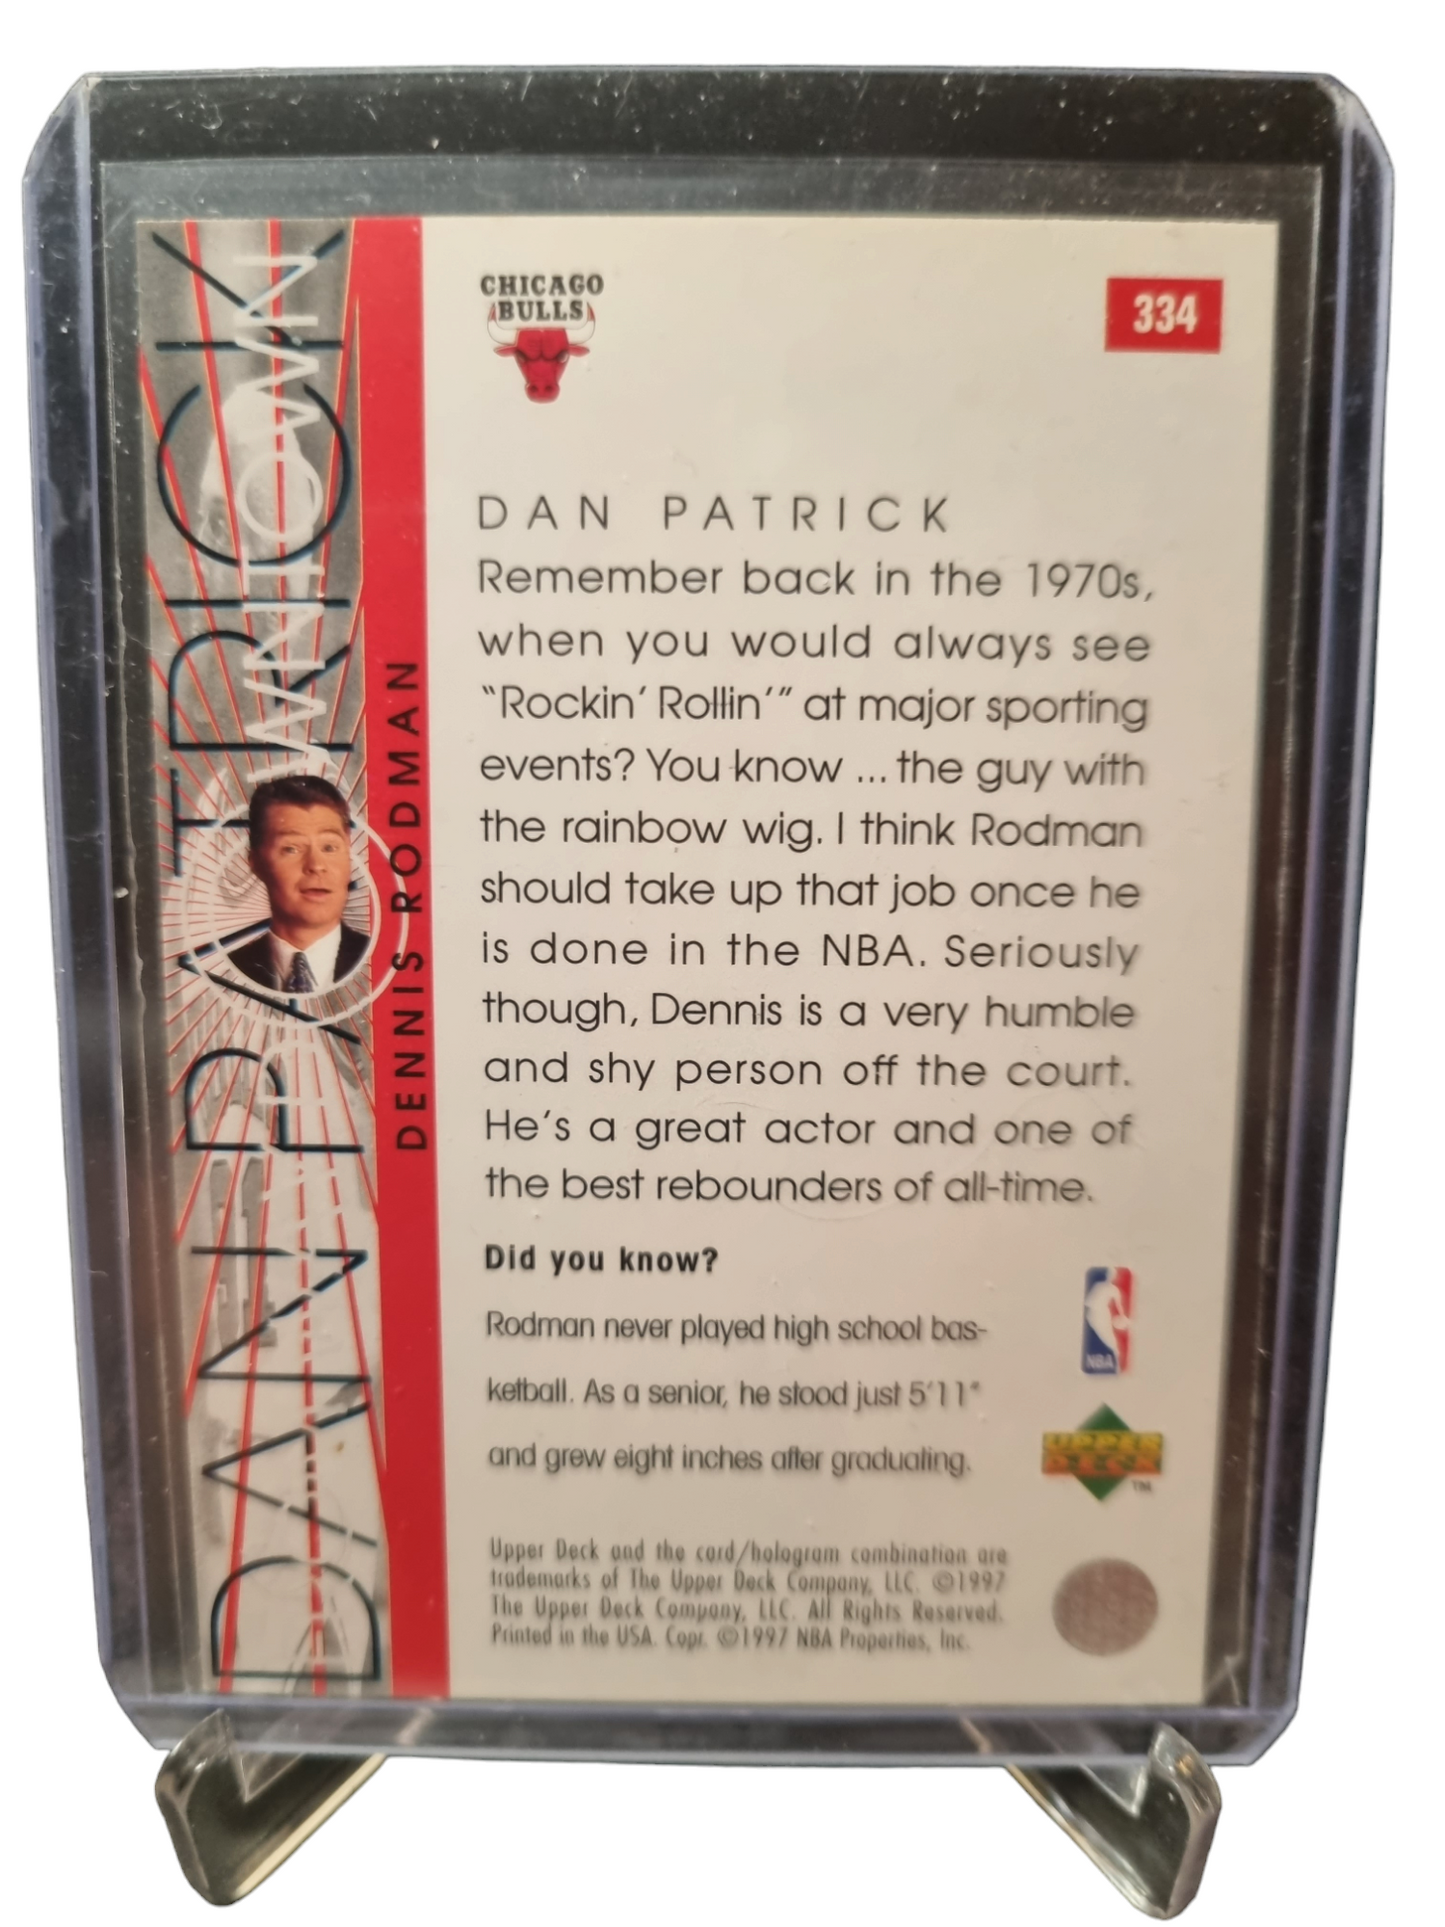 DAN PATRICK
DENNIS RODMAN
CHICAGO
BULLS
334
DAN PATRICK
Remember back in the 1970s,
when you would always see
“Rockin’ Rollin’” at major sporting
events? You know ... the guy with
the rainbow wig. I think Rodman
should take up that job once he
is done in the NBA. Seriously
though, Dennis is a very humble
and shy person off the court.
He’s a great actor and one of
the best rebounders of all-time.
Did you know?
Rodman never played high school bas-
ketball. As a senior, he stood just 5’11"
and grew eight inches after graduating.
NBA
UPPER
DECK
TM
Upper Deck and the card/hologram combination are
trademarks of The Upper Deck Company, LLC. ©1997
The Upper Deck Company, LLC. All Rights Reserved.
Printed in the USA. Copr. ©1997 NBA Properties, Inc.